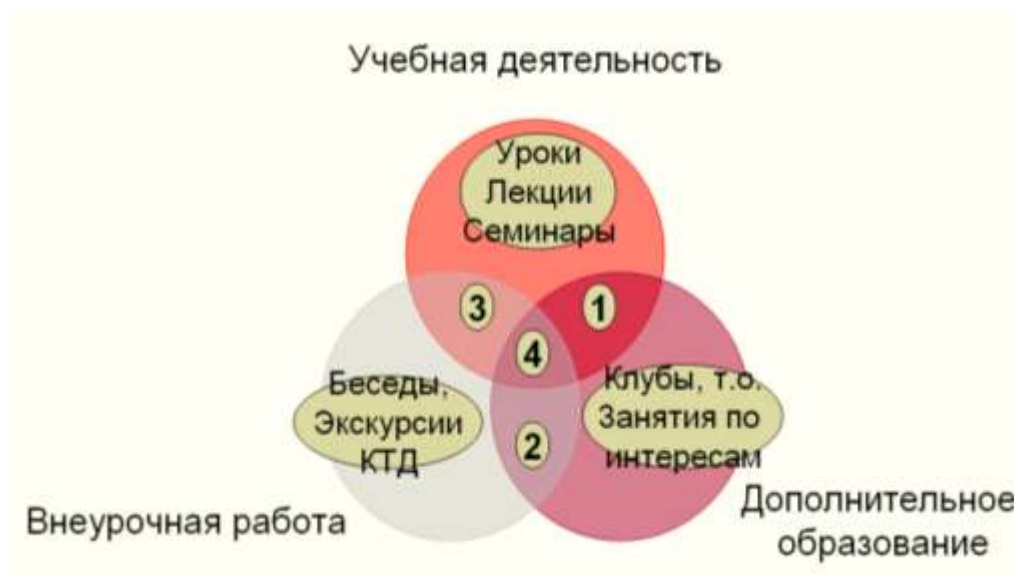 Учебная деятельность
Уроки
Лекции
Семинары
3
1
4
Беседы,
Экскурсии
КТД
Клубы, т.о.
Занятия по
интересам
2
Внеурочная работа
Дополнительное
образование